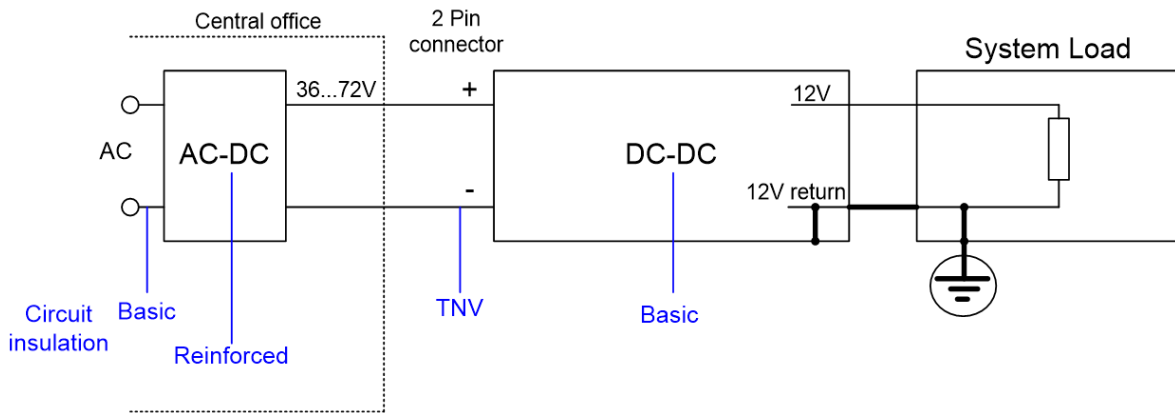 Central office
2 Pin
connector
System Load
36...72V
+
12V
AC
AC-DC
DC-DC
-
12V return
Circuit
insulation
Basic
Reinforced
TNV
Basic